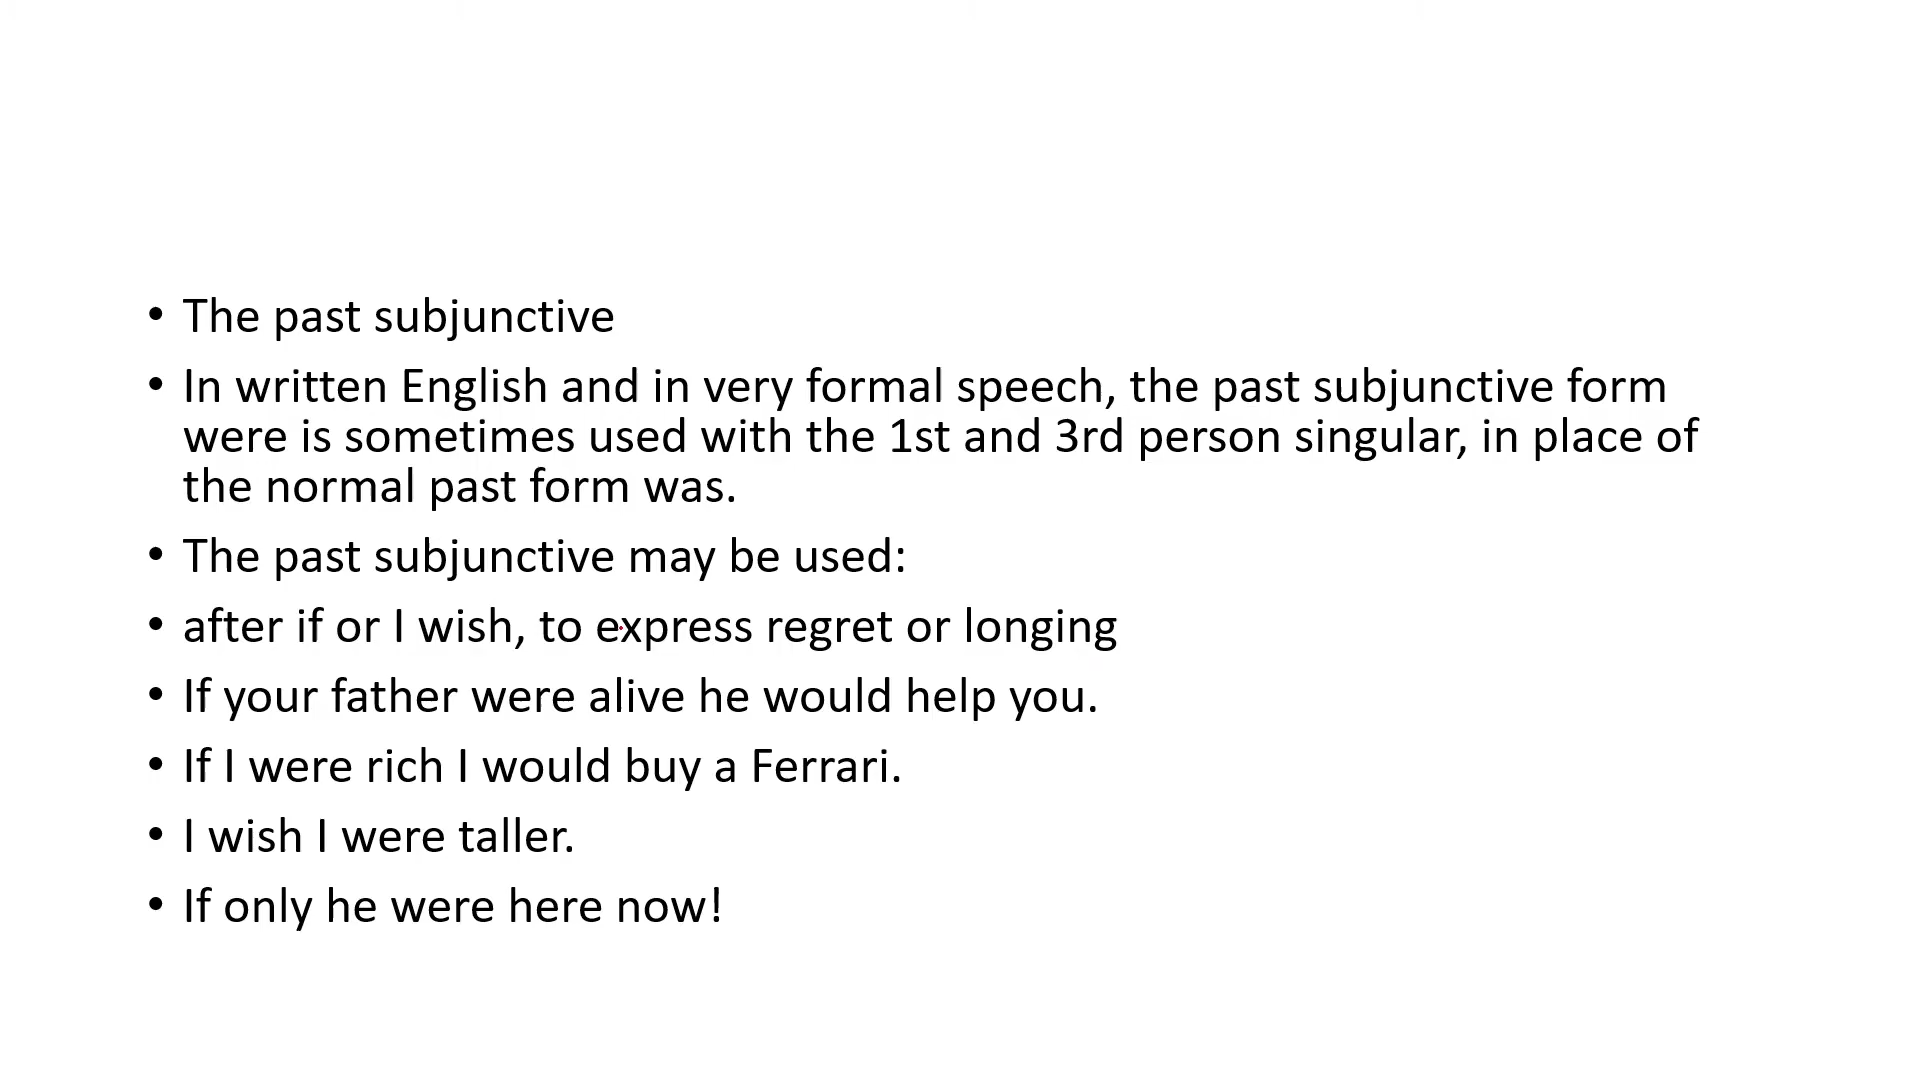 • The past subjunctive
• In written English and in very formal speech, the past subjunctive form
were is sometimes used with the 1st and 3rd person singular, in place of
the normal past form was.
• The past subjunctive may be used:
• after if or I wish, to express regret or longing
• If your father were alive he would help you.
• If I were rich I would buy a Ferrari.
• I wish I were taller.
• If only he were here now!